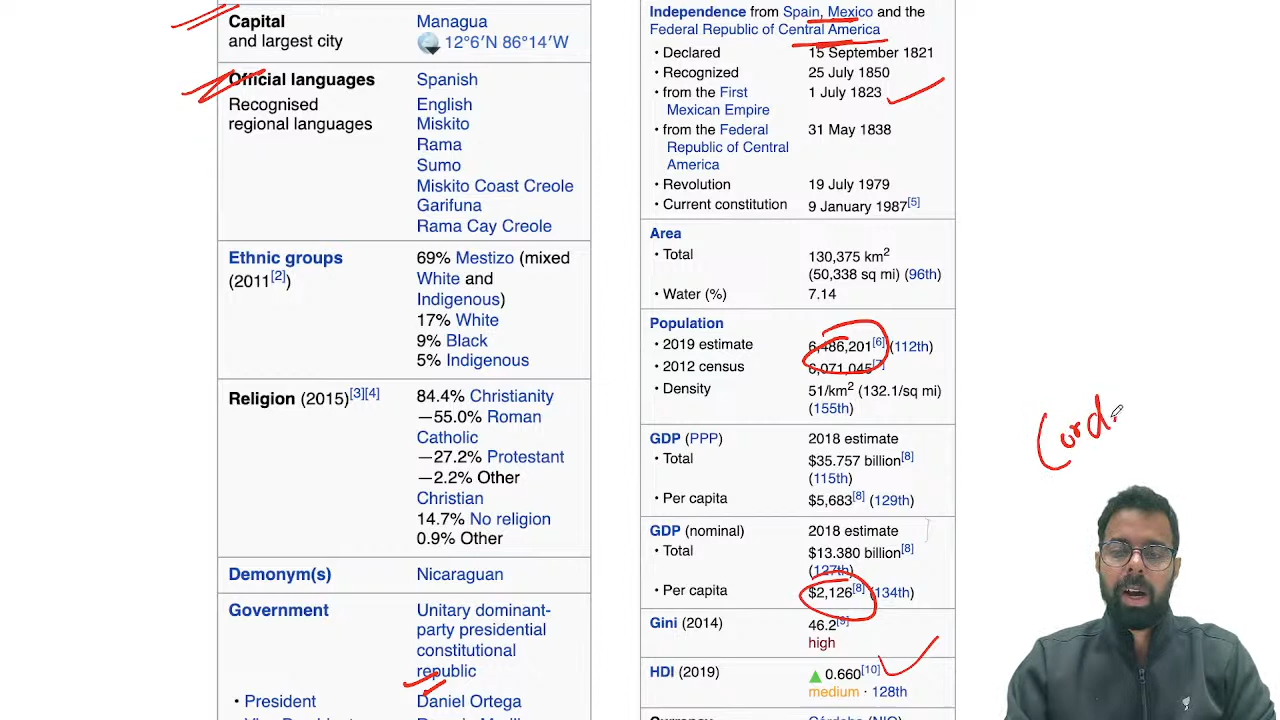 Capital
and largest city
Managua
12°6′N 86°14′W
Official languages
Spanish
Recognised
regional languages
English
Miskito
Rama
Sumo
Miskito Coast Creole
Garifuna
Rama Cay Creole
Ethnic groups
(2011[2])
69% Mestizo (mixed
White and
Indigenous)
17% White
9% Black
5% Indigenous
Religion (2015)[3][4]
84.4% Christianity
—55.0% Roman
Catholic
—27.2% Protestant
—2.2% Other
Christian
14.7% No religion
0.9% Other
Demonym(s)
Nicaraguan
Government
Unitary dominant-
party presidential
constitutional
republic
• President
Daniel Ortega
Independence from Spain, Mexico and the
Federal Republic of Central America
• Declared 15 September 1821
• Recognized 25 July 1850
• from the First 1 July 1823
Mexican Empire
• from the Federal 31 May 1838
Republic of Central
America
• Revolution 19 July 1979
• Current constitution 9 January 1987[5]
Area
• Total 130,375 km2
(50,338 sq mi) (96th)
• Water (%) 7.14
Population
• 2019 estimate 6,486,201[6] (112th)
• 2012 census 6,071,045[7]
• Density 51/km2 (132.1/sq mi)
(155th)
GDP (PPP) 2018 estimate
• Total $35.757 billion[8]
(115th)
• Per capita $5,683[8] (129th)
GDP (nominal) 2018 estimate
• Total $13.380 billion[8]
(127th)
• Per capita $2,126[8] (134th)
Gini (2014) 46.2[9]
high
HDI (2019) 0.660[10]
medium · 128th
Currency Córdoba (NIO)
Cord